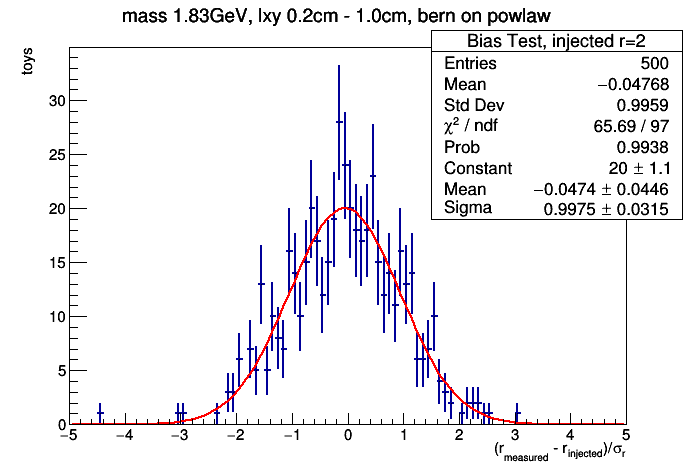 mass 1.83GeV, lxy 0.2cm - 1.0cm, bern on powlaw
toys
Bias Test, injected r=2
Entries 500
Mean −0.04768
Std Dev 0.9959
χ² / ndf 65.69 / 97
Prob 0.9938
Constant 20 ± 1.1
Mean −0.0474 ± 0.0446
Sigma 0.9975 ± 0.0315
30
25
20
15
10
5
0
−5 −4 −3 −2 −1 0 1 2 3 4 5
(r_measured - r_injected)/σ_r